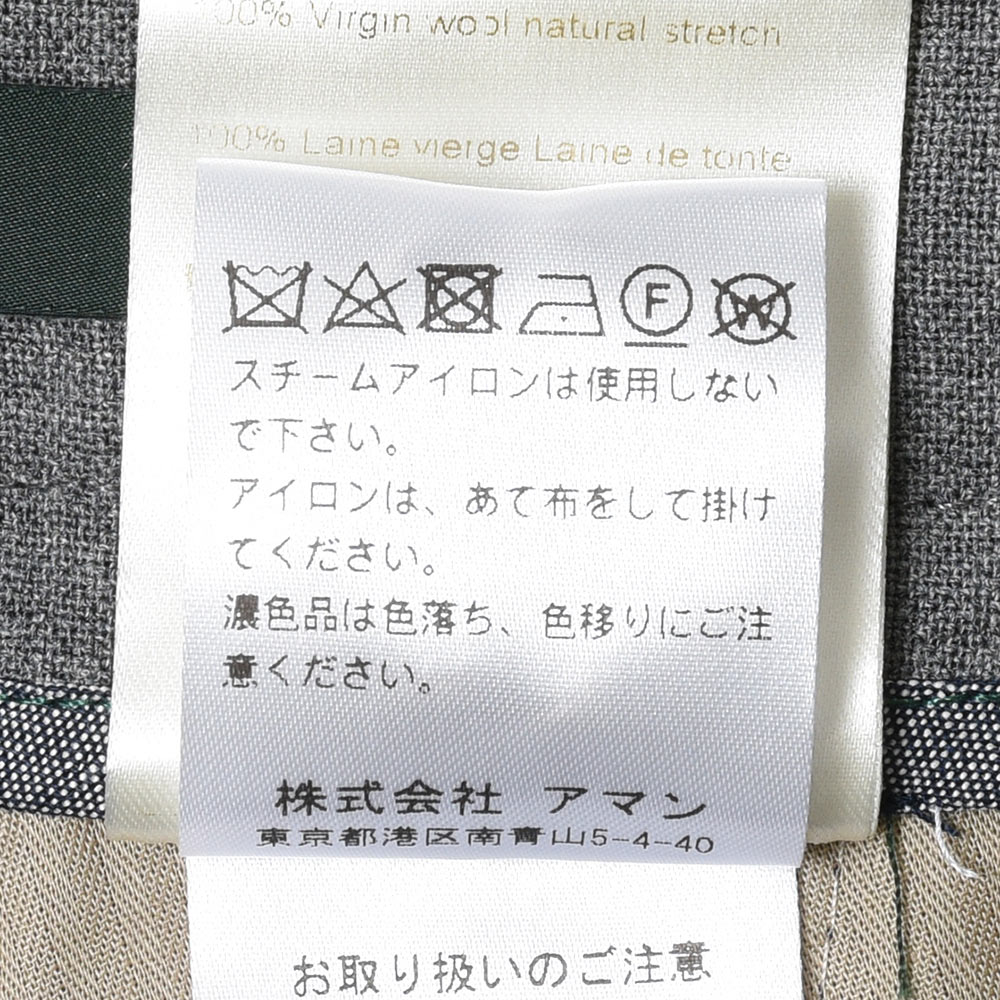 100% Virgin wool natural stretch
100% Laine vierge Laine de tonte
F
W
スチームアイロンは使用しない
で下さい。
アイロンは、あて布をして掛け
てください。
濃色品は色落ち、色移りにご注
意ください。
株式会社 アマン
東京都港区南青山5-4-40
お取り扱いのご注意